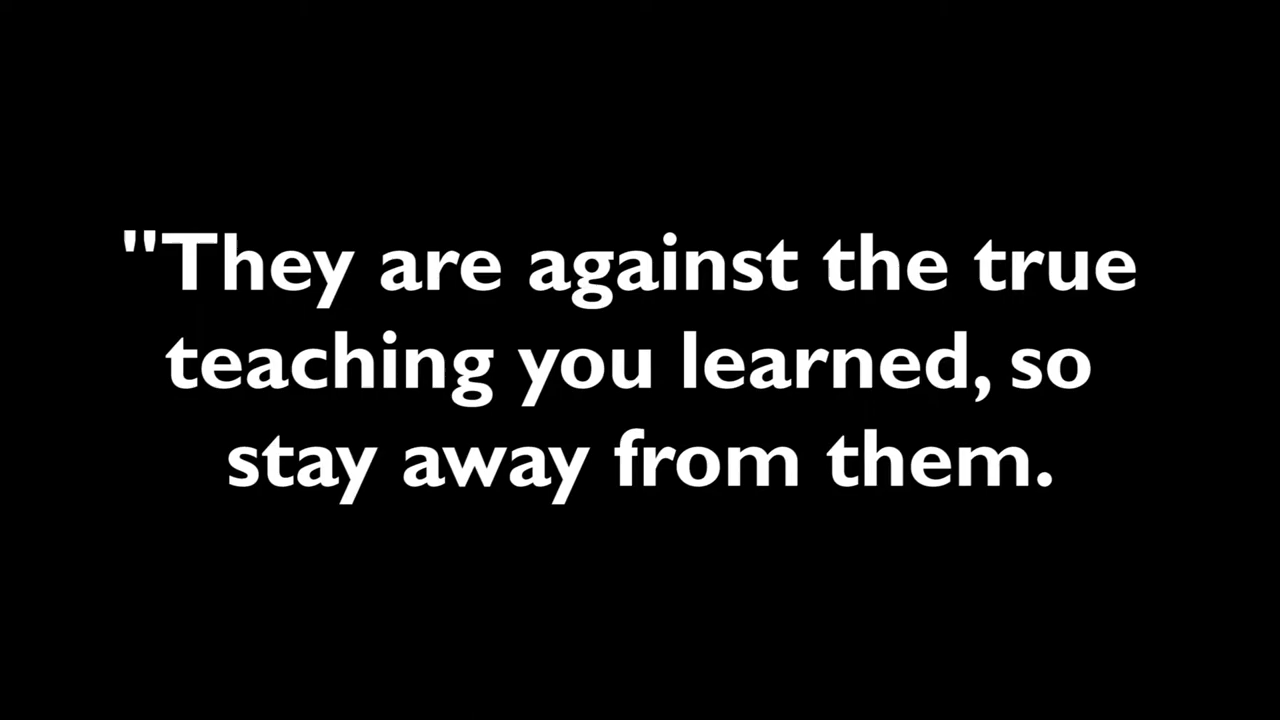 "They are against the true
teaching you learned, so
stay away from them.